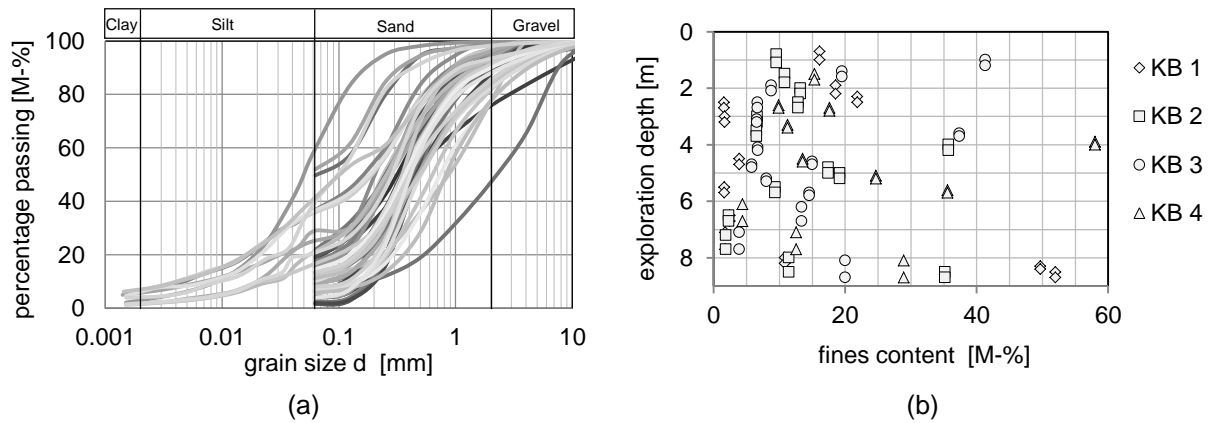 Clay Silt Sand Gravel
percentage passing [M-%]
100
80
60
40
20
0
0.001 0.01 0.1 1 10
grain size d [mm]
(a)
exploration depth [m]
0
2
4
6
8
0 20 40 60
fines content [M-%]
KB 1
KB 2
KB 3
KB 4
(b)